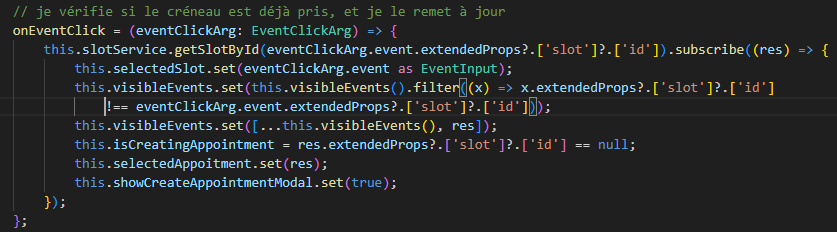 // je vérifie si le créneau est déjà pris, et je le remet à jour
onEventClick = (eventClickArg: EventClickArg) => {
this.slotService.getSlotById(eventClickArg.event.extendedProps?.['slot']?.['id']).subscribe((res) => {
this.selectedSlot.set(eventClickArg.event as EventInput);
this.visibleEvents.set(this.visibleEvents().filter((x) => x.extendedProps?.['slot']?.['id']
!== eventClickArg.event.extendedProps?.['slot']?.['id']));
this.visibleEvents.set([...this.visibleEvents(), res]);
this.isCreatingAppointment = res.extendedProps?.['slot']?.['id'] == null;
this.selectedAppoitment.set(res);
this.showCreateAppointmentModal.set(true);
});
};